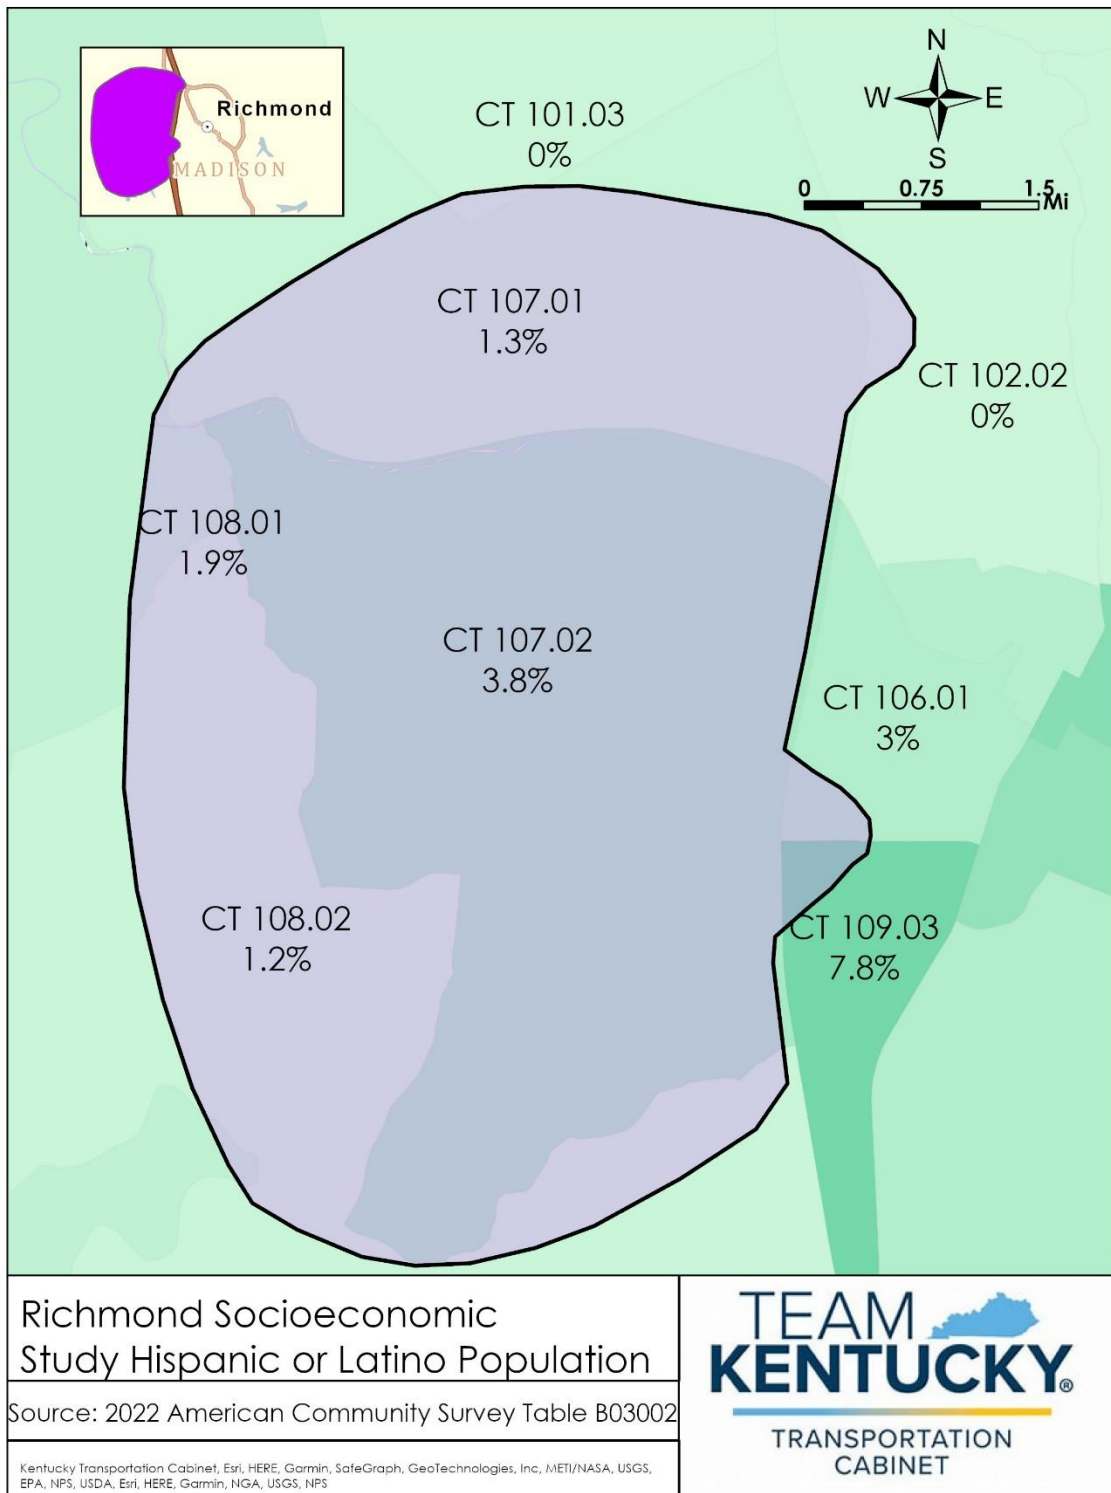 Richmond
MADISON
N
W E
S
0 0.75 1.5
Mi
CT 101.03
0%
CT 107.01
1.3%
CT 102.02
0%
CT 108.01
1.9%
CT 107.02
3.8%
CT 106.01
3%
CT 108.02
1.2%
CT 109.03
7.8%
Richmond Socioeconomic
Study Hispanic or Latino Population
Source: 2022 American Community Survey Table B03002
Kentucky Transportation Cabinet, Esri, HERE, Garmin, SafeGraph, GeoTechnologies, Inc, METI/NASA, USGS,
EPA, NPS, USDA, Esri, HERE, Garmin, NGA, USGS, NPS
TEAM
KENTUCKY®
TRANSPORTATION
CABINET